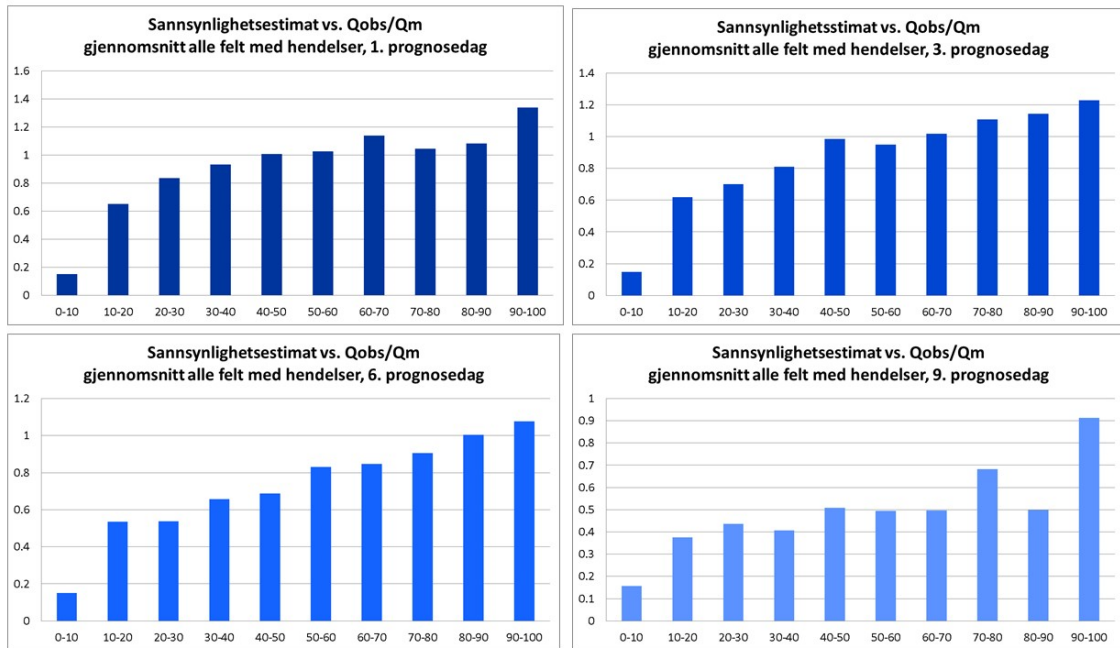 Sannsynlighetsestimat vs. Qobs/Qm
gjennomsnitt alle felt med hendelser, 1. prognosedag
1.6
1.4
1.2
1
0.8
0.6
0.4
0.2
0
0-10 10-20 20-30 30-40 40-50 50-60 60-70 70-80 80-90 90-100
Sannsynlighetsstimat vs. Qobs/Qm
gjennomsnitt alle felt med hendelser, 3. prognosedag
1.4
1.2
1
0.8
0.6
0.4
0.2
0
0-10 10-20 20-30 30-40 40-50 50-60 60-70 70-80 80-90 90-100
Sannsynlighetsestimat vs. Qobs/Qm
gjennomsnitt alle felt med hendelser, 6. prognosedag
1.2
1
0.8
0.6
0.4
0.2
0
0-10 10-20 20-30 30-40 40-50 50-60 60-70 70-80 80-90 90-100
Sannsynlighetsestimat vs. Qobs/Qm
gjennomsnitt alle felt med hendelser, 9. prognosedag
1
0.9
0.8
0.7
0.6
0.5
0.4
0.3
0.2
0.1
0
0-10 10-20 20-30 30-40 40-50 50-60 60-70 70-80 80-90 90-100